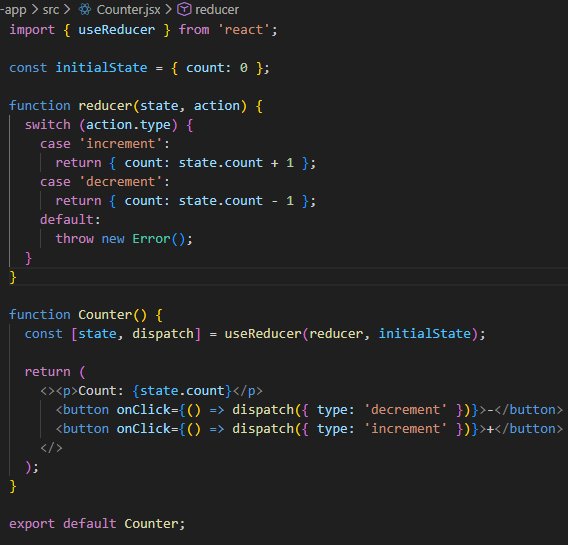 -app > src > Counter.jsx > reducer
import { useReducer } from 'react';
const initialState = { count: 0 };
function reducer(state, action) {
  switch (action.type) {
    case 'increment':
      return { count: state.count + 1 };
    case 'decrement':
      return { count: state.count - 1 };
    default:
      throw new Error();
  }
}
function Counter() {
  const [state, dispatch] = useReducer(reducer, initialState);
  return (
    <><p>Count: {state.count}</p>
      <button onClick={() => dispatch({ type: 'decrement' })}>-</button>
      <button onClick={() => dispatch({ type: 'increment' })}>+</button>
    </>
  );
}
export default Counter;